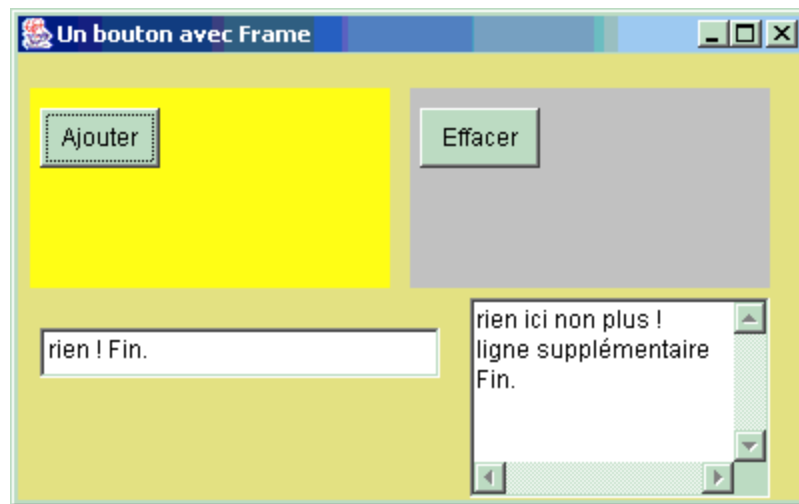 Un bouton avec Frame
Ajouter
Effacer
rien ! Fin.
rien ici non plus !
ligne supplémentaire
Fin.